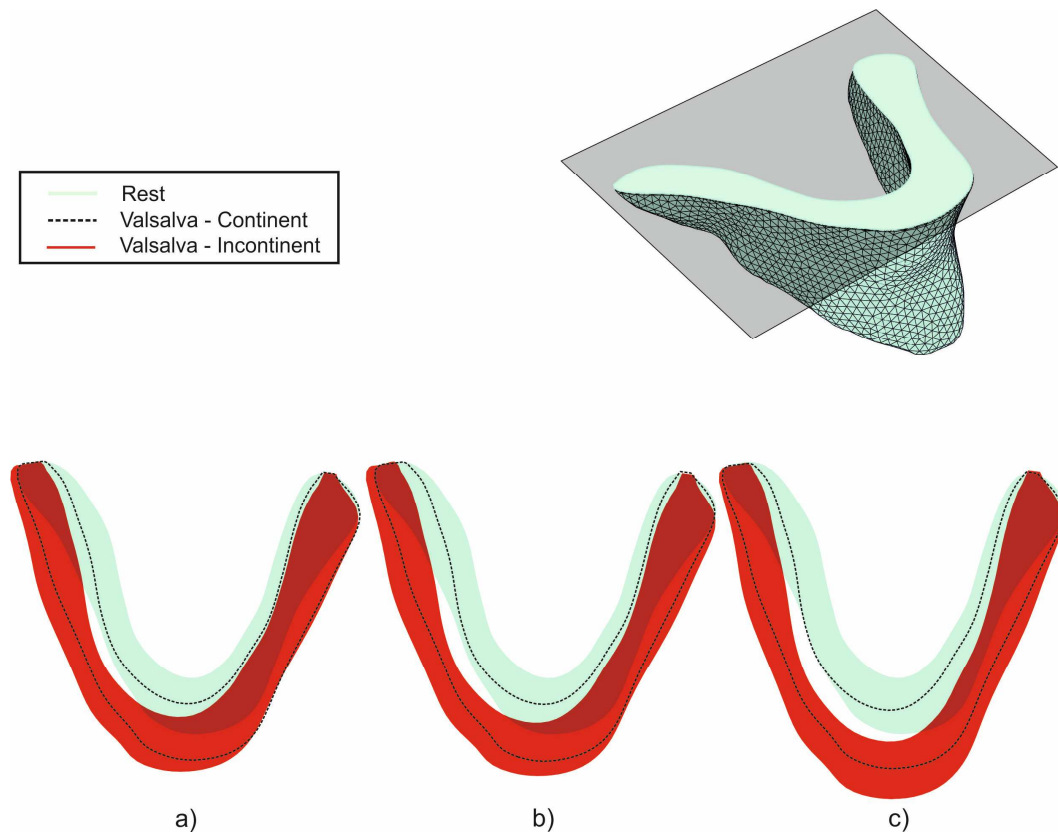 Rest
Valsalva - Continent
Valsalva - Incontinent
a)
b)
c)